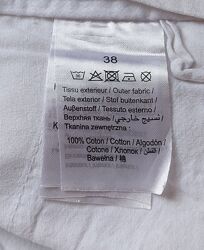 38
Tissu exterieur / Outer fabric /
Tela exterior / Stof buitenkant /
Außenstoff / Tessuto esterno /
Верхняя ткань / نسيج خارجي /
Tkanina zewnętrzna:
100% Coton / Cotton / Algodón /
Cotone / Хлопок / قطن /
Bawełna / 棉